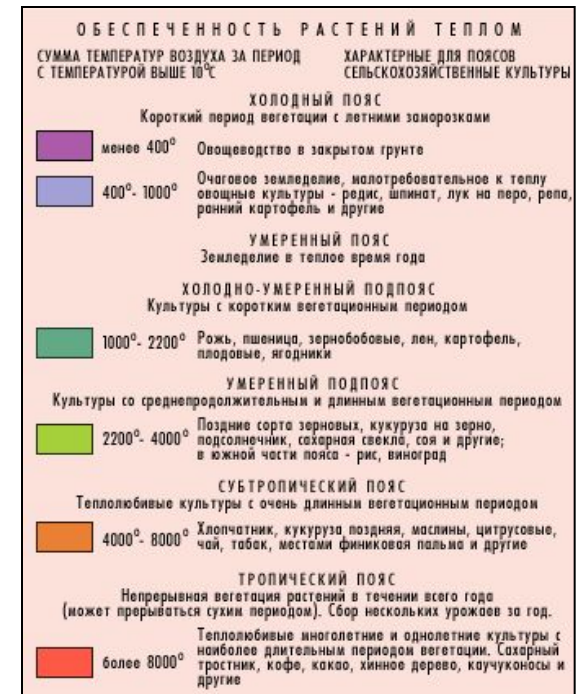 ОБЕСПЕЧЕННОСТЬ РАСТЕНИЙ ТЕПЛОМ
СУММА ТЕМПЕРАТУР ВОЗДУХА ЗА ПЕРИОД
С ТЕМПЕРАТУРОЙ ВЫШЕ 10°С
ХАРАКТЕРНЫЕ ДЛЯ ПОЯСОВ
СЕЛЬСКОХОЗЯЙСТВЕННЫЕ КУЛЬТУРЫ
ХОЛОДНЫЙ ПОЯС
Короткий период вегетации с летними заморозками
менее 400°
Овощеводство в закрытом грунте
400°- 1000°
Очаговое земледелие, малотребовательное к теплу
овощные культуры - редис, шпинат, лук на перо, репа,
ранний картофель и другие
УМЕРЕННЫЙ ПОЯС
Земледелие в теплое время года
ХОЛОДНО-УМЕРЕННЫЙ ПОДПОЯС
Культуры с коротким вегетационным периодом
1000°- 2200°
Рожь, пшеница, зернобобовые, лен, картофель,
плодовые, ягодники
УМЕРЕННЫЙ ПОДПОЯС
Культуры со среднепродолжительным и длинным вегетационным периодом
2200°- 4000°
Поздние сорта зерновых, кукуруза на зерно,
подсолнечник, сахарная свекла, соя и другие;
в южной части пояса - рис, виноград
СУБТРОПИЧЕСКИЙ ПОЯС
Теплолюбивые культуры с очень длинным вегетационным периодом
4000°- 8000°
Хлопчатник, кукуруза поздняя, маслины, цитрусовые,
чай, табак, местами финиковая пальма и другие
ТРОПИЧЕСКИЙ ПОЯС
Непрерывная вегетация растений в течении всего года
(может прерываться сухим периодом). Сбор нескольких урожаев за год.
более 8000°
Теплолюбивые многолетние и однолетние культуры с
наиболее длительным периодом вегетации. Сахарный
тростник, кофе, какао, хинное дерево, каучуконосы и
другие